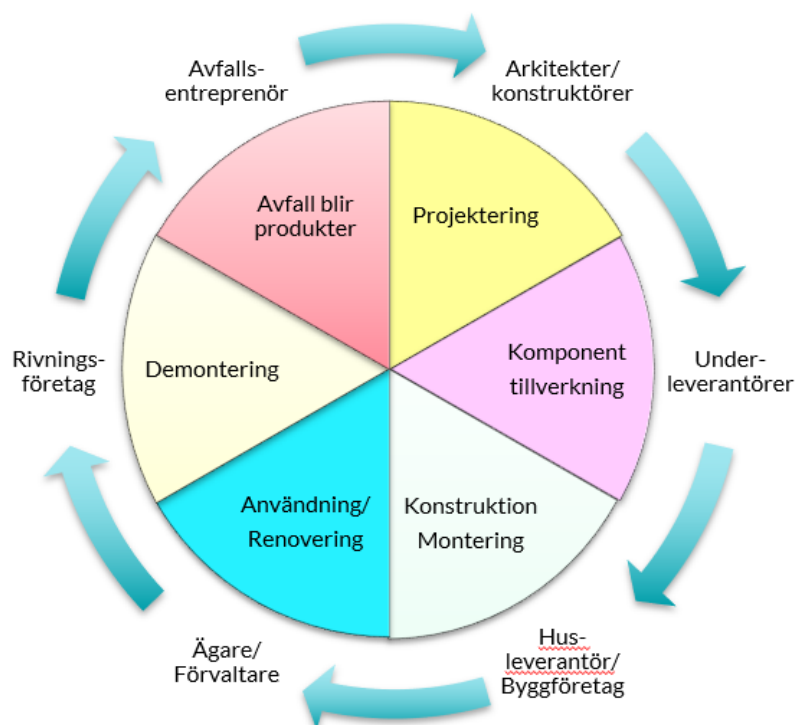 Avfalls-
entreprenör
Arkitekter/
konstruktörer
Avfall blir
produkter
Projektering
Rivnings-
företag
Demontering
Komponent
tillverkning
Under-
leverantörer
Användning/
Renovering
Konstruktion
Montering
Ägare/
Förvaltare
Hus-
leverantör/
Byggföretag